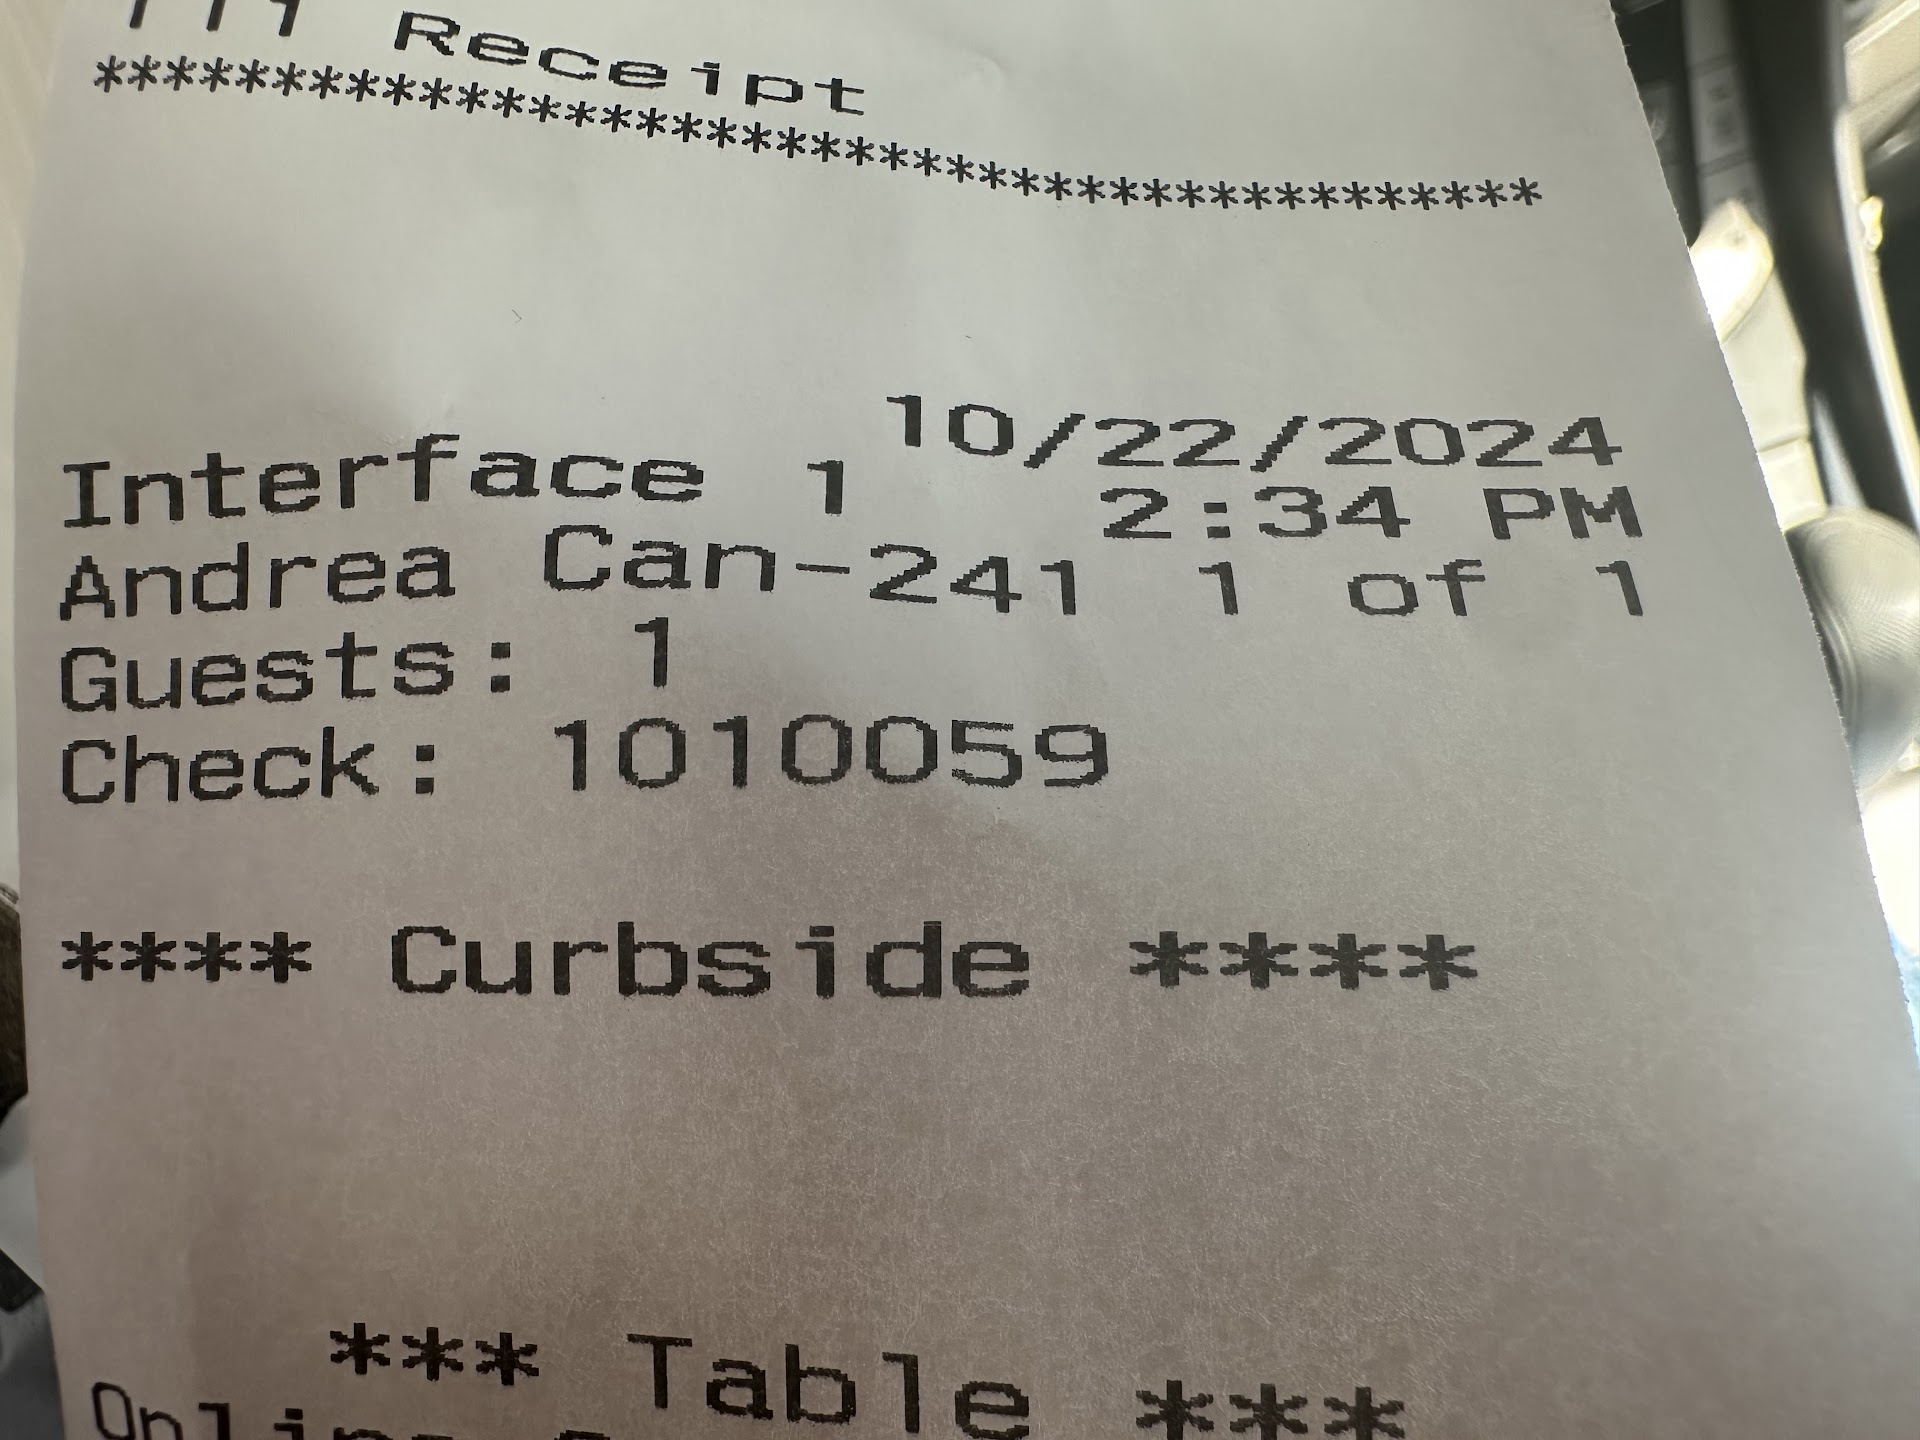 Receipt
*****************************************
10/22/2024
Interface 1 2:34 PM
Andrea Can-241 1 of 1
Guests: 1
Check: 1010059
**** Curbside ****
*** Table ***